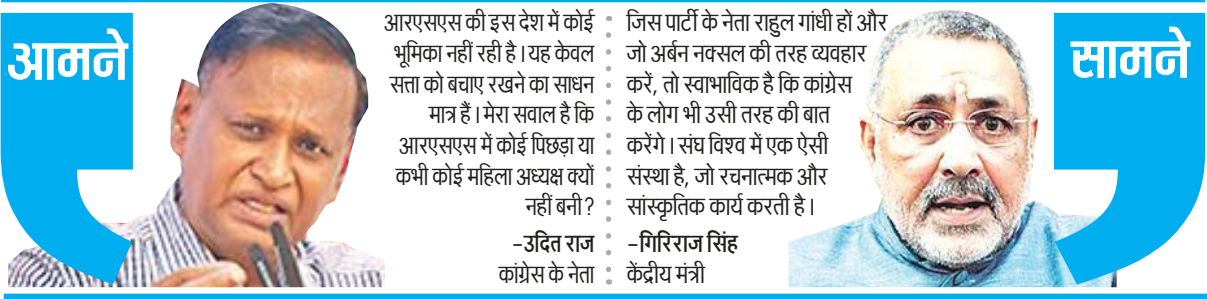 आमने
आरएसएस की इस देश में कोई
भूमिका नहीं रही है । यह केवल
सत्ता को बचाए रखने का साधन
मात्र हैं । मेरा सवाल है कि
आरएसएस में कोई पिछड़ा या
कभी कोई महिला अध्यक्ष क्यों
नहीं बनी?
–उदित राज
कांग्रेस के नेता
जिस पार्टी के नेता राहुल गांधी हों और
जो अर्बन नक्सल की तरह व्यवहार
करें, तो स्वाभाविक है कि कांग्रेस
के लोग भी उसी तरह की बात
करेंगे । संघ विश्व में एक ऐसी
संस्था है, जो रचनात्मक और
सांस्कृतिक कार्य करती है ।
–गिरिराज सिंह
केंद्रीय मंत्री
सामने